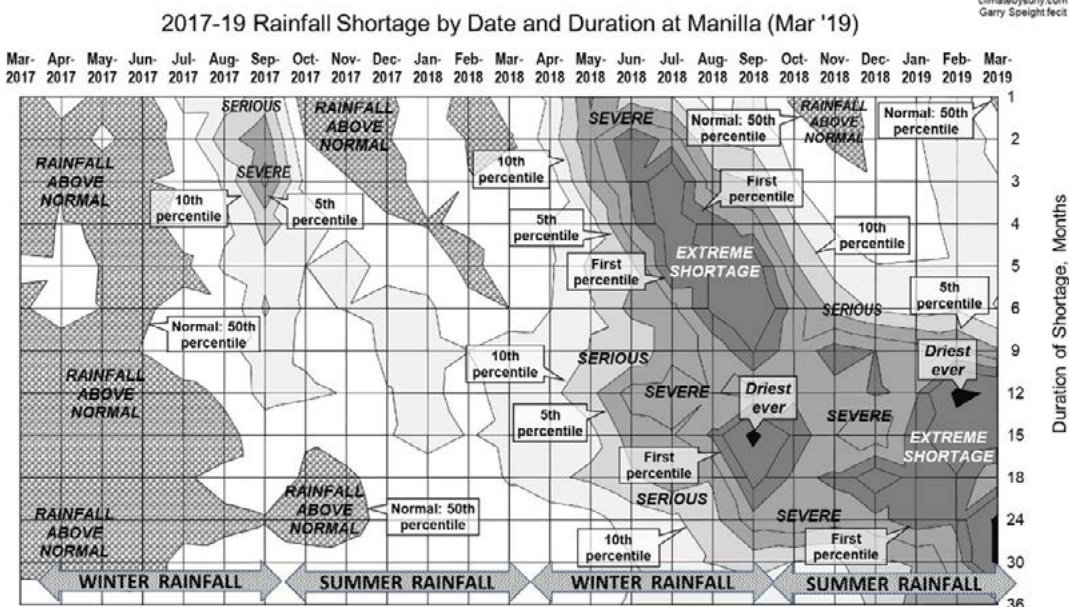 climatebysurly.com
Garry Speight fecit
2017-19 Rainfall Shortage by Date and Duration at Manilla (Mar '19)
Mar- Apr- May- Jun- Jul- Aug- Sep- Oct- Nov- Dec- Jan- Feb- Mar- Apr- May- Jun- Jul- Aug- Sep- Oct- Nov- Dec- Jan- Feb- Mar-
2017 2017 2017 2017 2017 2017 2017 2017 2017 2017 2018 2018 2018 2018 2018 2018 2018 2018 2018 2018 2018 2018 2019 2019 2019
SERIOUS
RAINFALL
ABOVE
NORMAL
SEVERE
RAINFALL
ABOVE
NORMAL
Normal: 50th
percentile
Normal: 50th
percentile
1
2
3
4
5
6
9
12
15
18
24
30
36
Duration of Shortage, Months
RAINFALL
ABOVE
NORMAL
SEVERE
10th
percentile
5th
percentile
10th
percentile
First
percentile
5th
percentile
10th
percentile
First
percentile
EXTREME
SHORTAGE
5th
percentile
SERIOUS
Normal: 50th
percentile
10th
percentile
SERIOUS
Driest
ever
RAINFALL
ABOVE
NORMAL
SEVERE
Driest
ever
5th
percentile
SEVERE
EXTREME
SHORTAGE
First
percentile
RAINFALL
ABOVE
NORMAL
Normal: 50th
percentile
SERIOUS
RAINFALL
ABOVE
NORMAL
SEVERE
10th
percentile
First
percentile
WINTER RAINFALL
SUMMER RAINFALL
WINTER RAINFALL
SUMMER RAINFALL